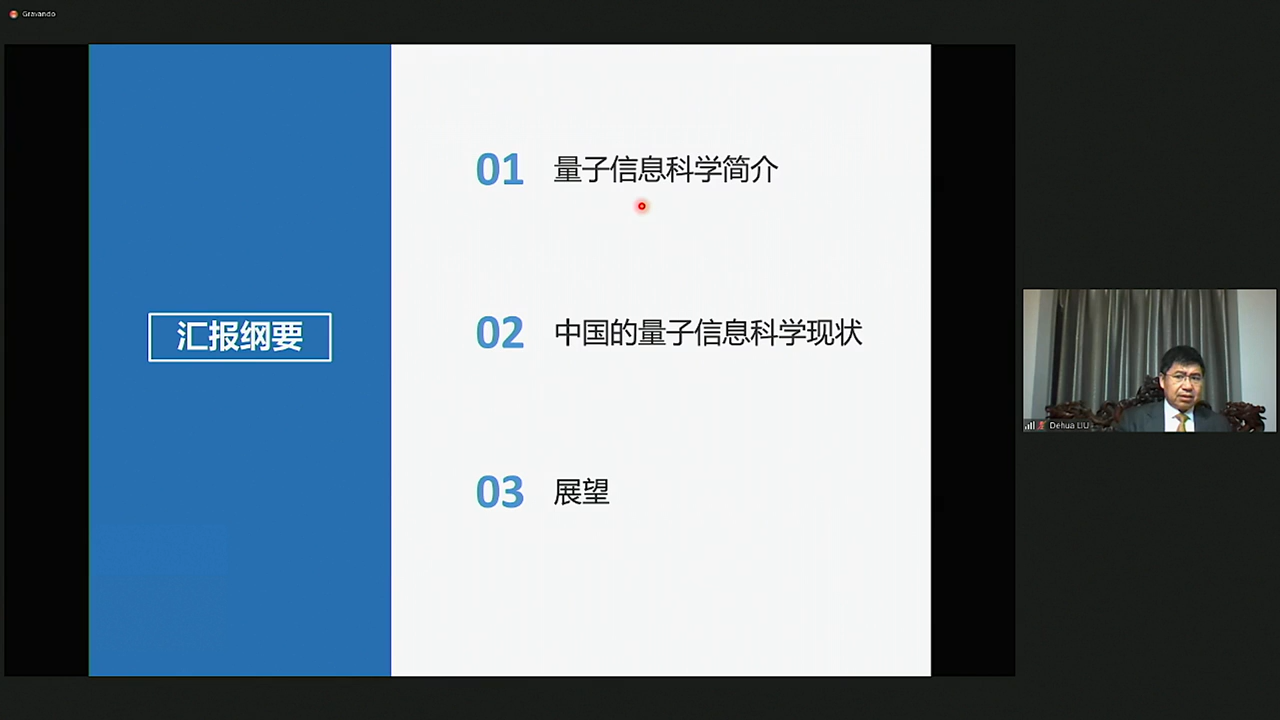 Gravando
01 量子信息科学简介
汇报纲要
02 中国的量子信息科学现状
03 展望
Dehua LIU